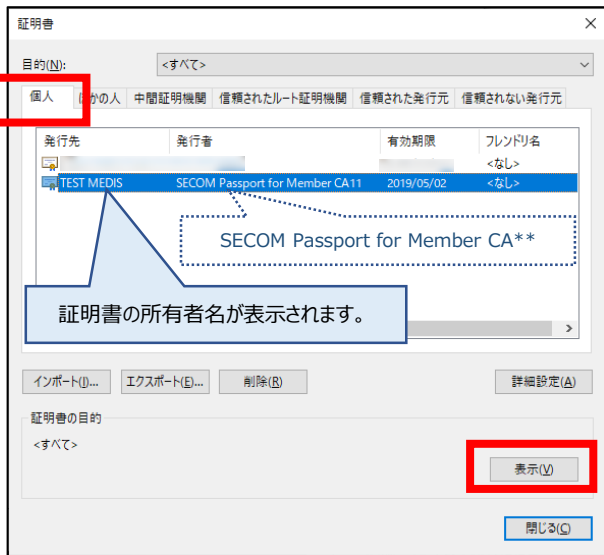 証明書
目的(N): <すべて>
個人 ほかの人 中間証明機関 信頼されたルート証明機関 信頼された発行元 信頼されない発行元
発行先 発行者 有効期限 フレンドリ名
<なし>
TEST MEDIS SECOM Passport for Member CA11 2019/05/02 <なし>
SECOM Passport for Member CA**
証明書の所有者名が表示されます。
インポート(I)... エクスポート(E)... 削除(R) 詳細設定(A)
証明書の目的
<すべて>
表示(V)
閉じる(C)